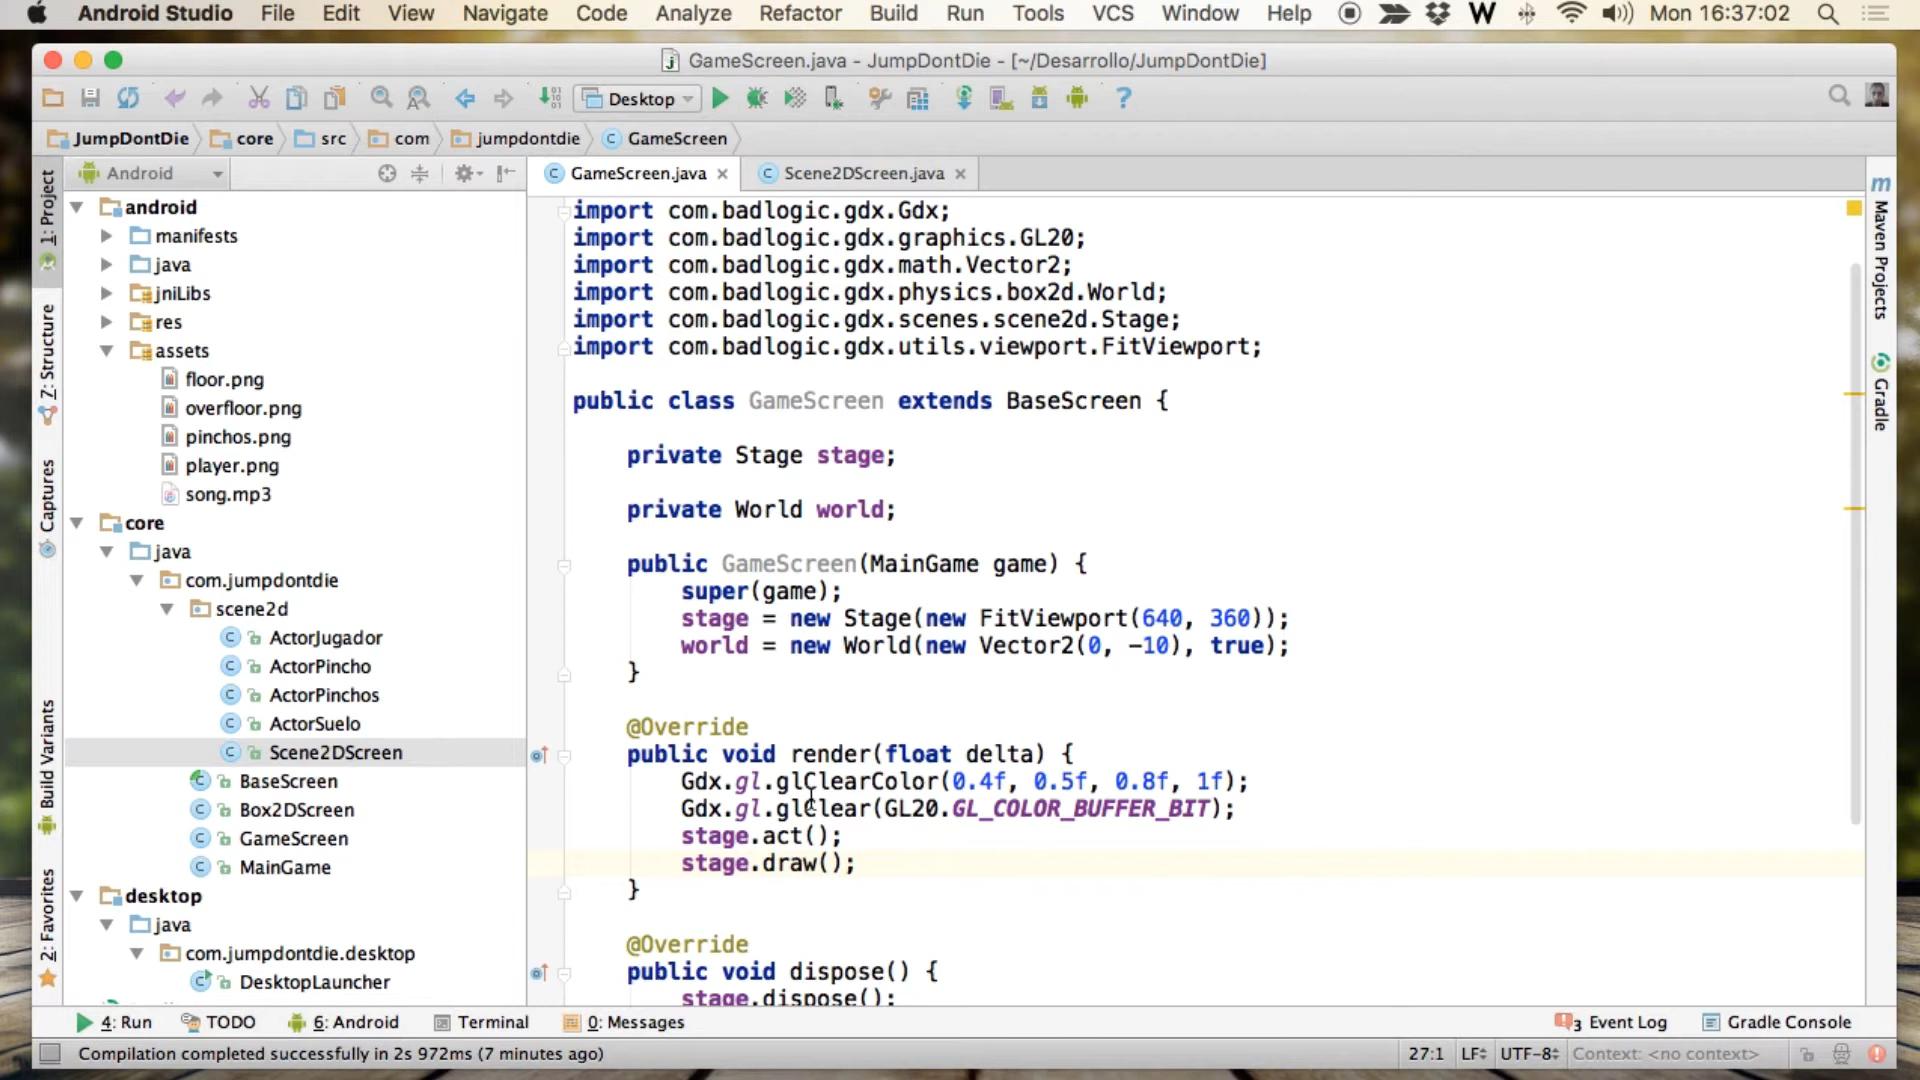 Android Studio File Edit View Navigate Code Analyze Refactor Build Run Tools VCS Window Help W Mon 16:37:02
GameScreen.java - JumpDontDie - [~/Desarrollo/JumpDontDie]
Desktop
JumpDontDie core src com jumpdontdie GameScreen
Android
GameScreen.java Scene2DScreen.java
1: Project
Z: Structure
Captures
Build Variants
2: Favorites
android
manifests
java
jniLibs
res
assets
floor.png
overfloor.png
pinchos.png
player.png
song.mp3
core
java
com.jumpdontdie
scene2d
ActorJugador
ActorPincho
ActorPinchos
ActorSuelo
Scene2DScreen
BaseScreen
Box2DScreen
GameScreen
MainGame
desktop
java
com.jumpdontdie.desktop
DesktopLauncher
import com.badlogic.gdx.Gdx;
import com.badlogic.gdx.graphics.GL20;
import com.badlogic.gdx.math.Vector2;
import com.badlogic.gdx.physics.box2d.World;
import com.badlogic.gdx.scenes.scene2d.Stage;
import com.badlogic.gdx.utils.viewport.FitViewport;
public class GameScreen extends BaseScreen {
private Stage stage;
private World world;
public GameScreen(MainGame game) {
super(game);
stage = new Stage(new FitViewport(640, 360));
world = new World(new Vector2(0, -10), true);
}
@Override
public void render(float delta) {
Gdx.gl.glClearColor(0.4f, 0.5f, 0.8f, 1f);
Gdx.gl.glClear(GL20.GL_COLOR_BUFFER_BIT);
stage.act();
stage.draw();
}
@Override
public void dispose() {
stage.dispose();
Maven Projects
Gradle
4: Run TODO 6: Android Terminal 0: Messages 3 Event Log Gradle Console
Compilation completed successfully in 2s 972ms (7 minutes ago) 27:1 LF UTF-8 Context: <no context>